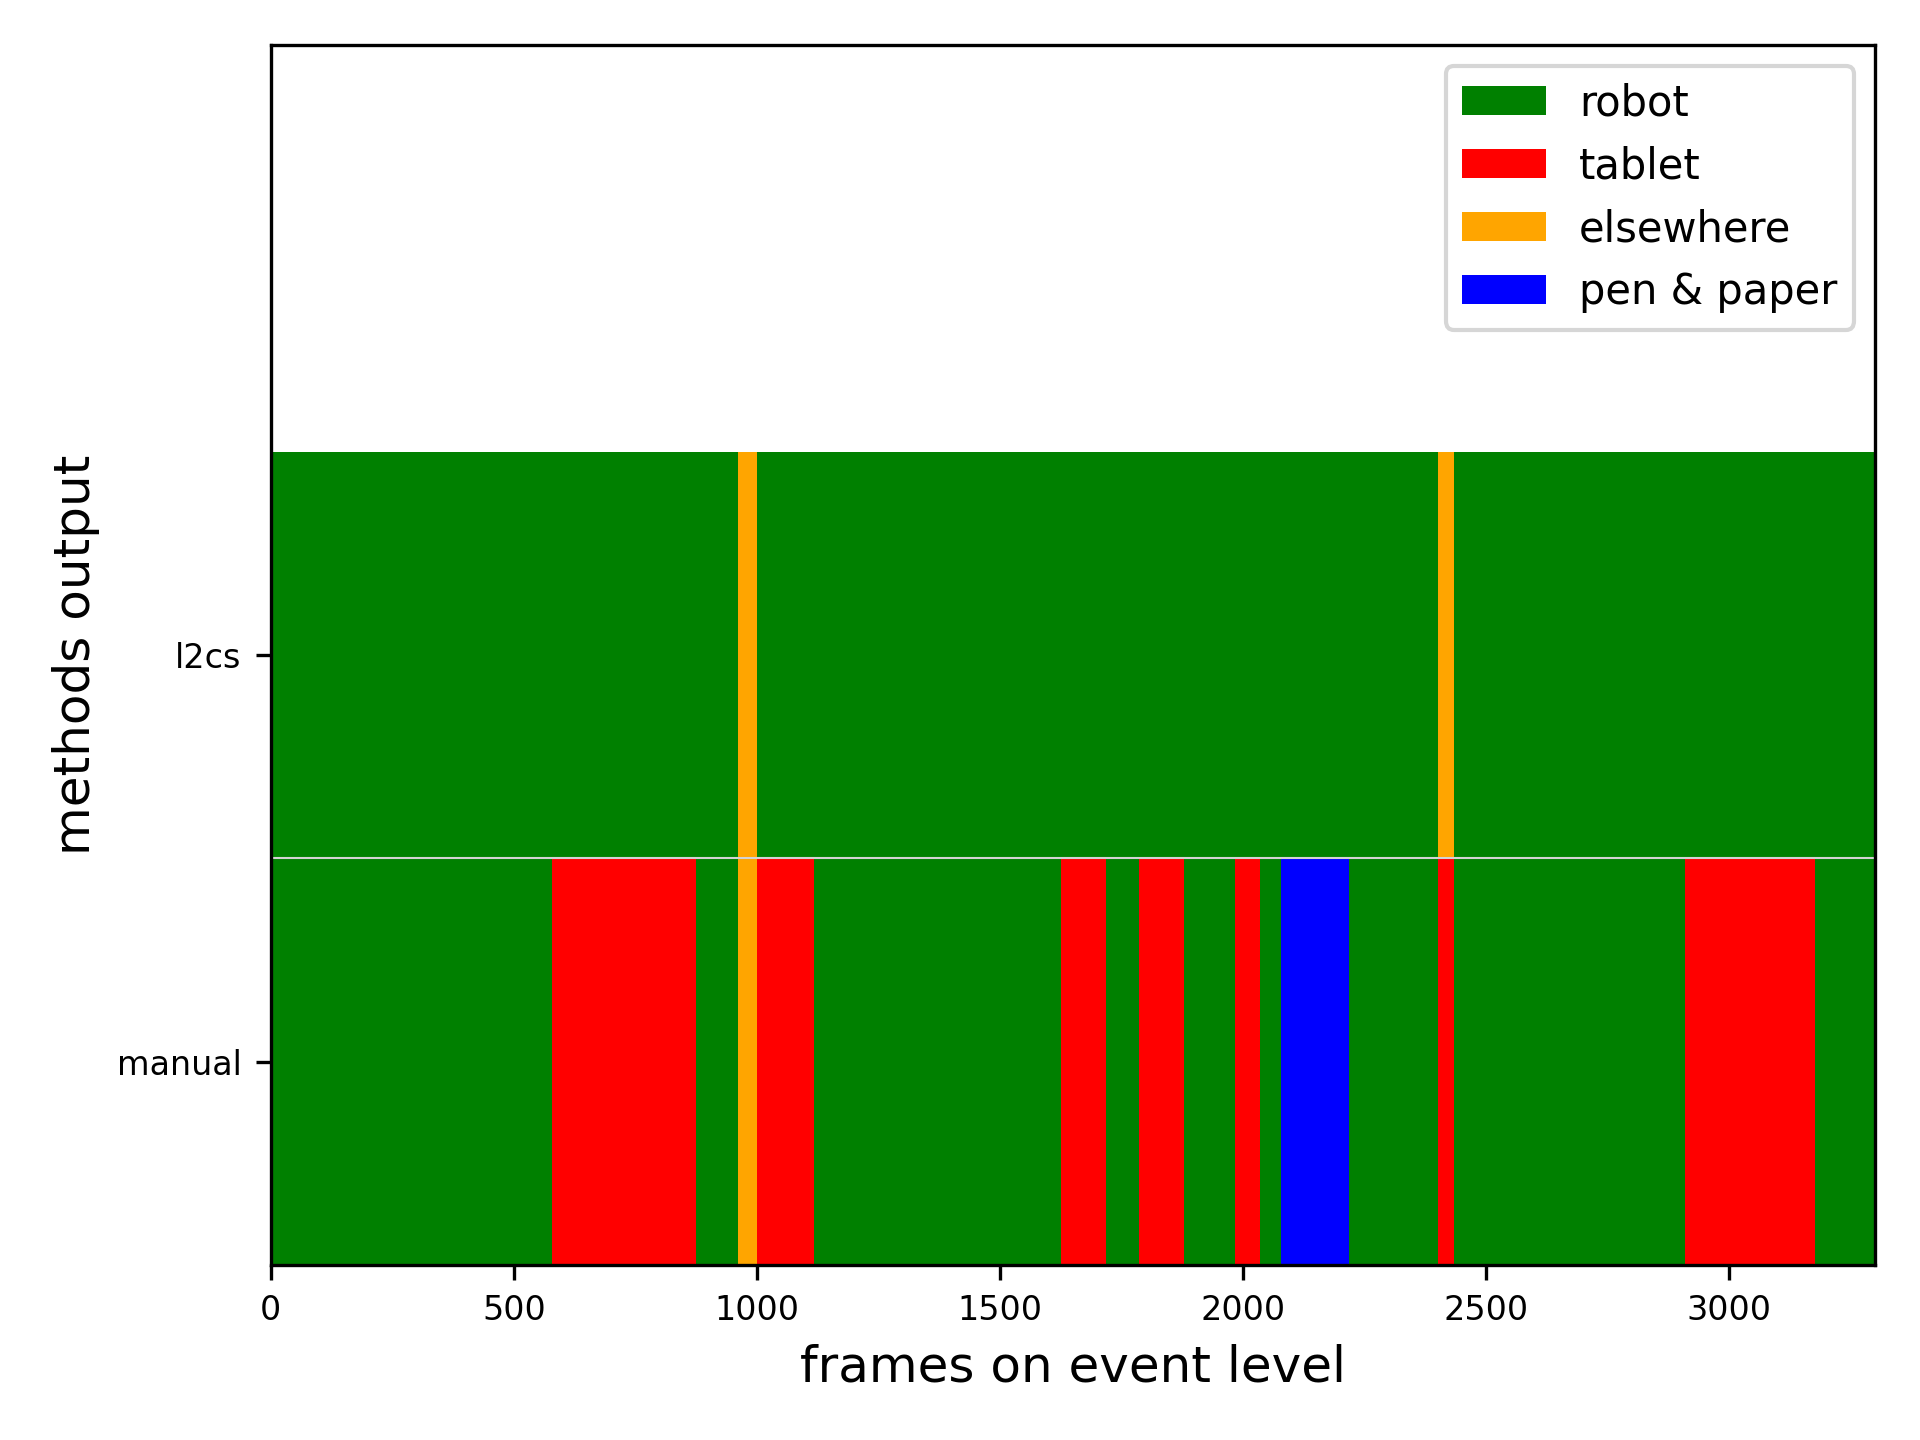 robot
tablet
elsewhere
pen & paper
methods output
l2cs
manual
0 500 1000 1500 2000 2500 3000
frames on event level